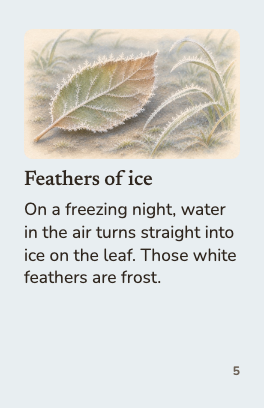 Feathers of ice
On a freezing night, water
in the air turns straight into
ice on the leaf. Those white
feathers are frost.
5